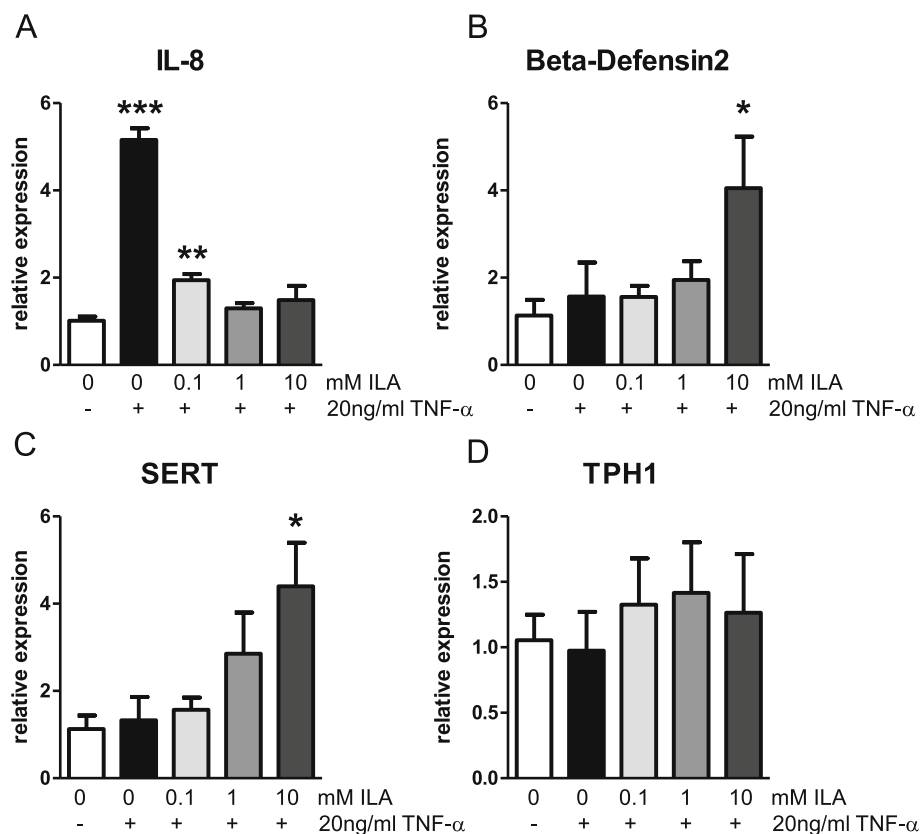 A
IL-8
relative expression
6
4
2
0
***
**
0 0 0.1 1 10 mM ILA
- + + + + 20ng/ml TNF-α
B
Beta-Defensin2
relative expression
6
4
2
0
*
0 0 0.1 1 10 mM ILA
- + + + + 20ng/ml TNF-α
C
SERT
relative expression
6
4
2
0
*
0 0 0.1 1 10 mM ILA
- + + + + 20ng/ml TNF-α
D
TPH1
relative expression
2.0
1.5
1.0
0.5
0.0
0 0 0.1 1 10 mM ILA
- + + + + 20ng/ml TNF-α